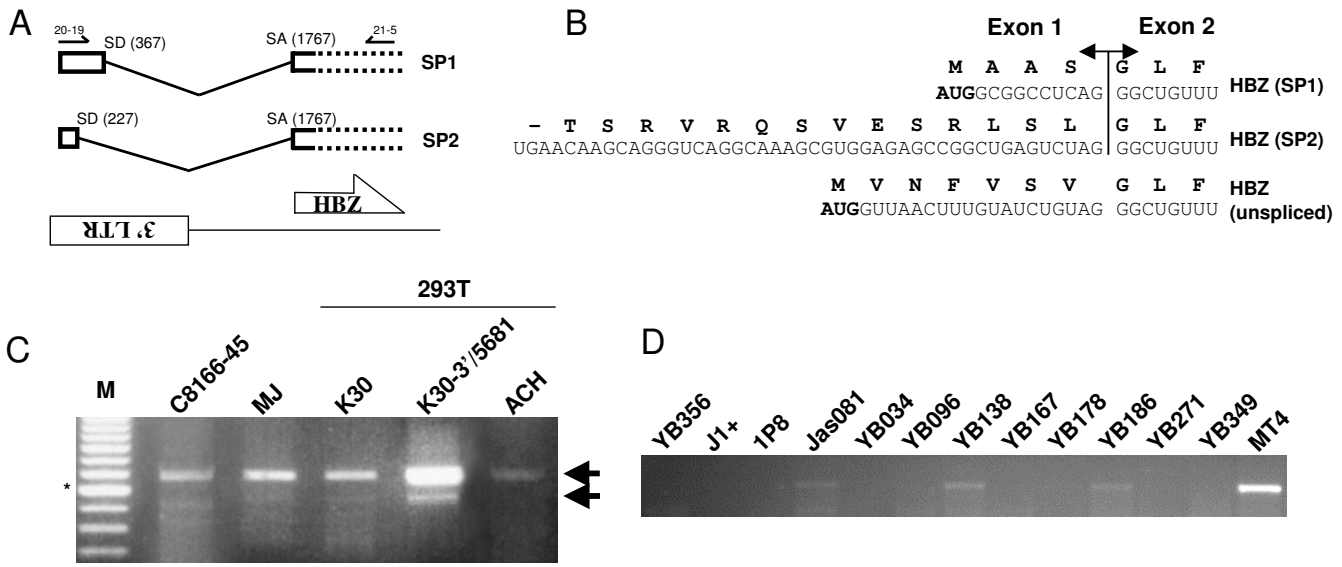 A
20-19
SD (367)
SA (1767)
21-5
SP1
SD (227)
SA (1767)
SP2
HBZ
3' LTR
B
Exon 1
Exon 2
M A A S G L F
AUGGCGGCCUCAG GGCUGUUU
HBZ (SP1)
– T S R V R Q S V E S R L S L G L F
UGAACAAGCAGGGUCAGGCAAAGCGUGGAGAGCCGGCUGAGUCUAG GGCUGUUU
HBZ (SP2)
M V N F V S V G L F
AUGGUUAACUUUGUAUCUGUAG GGCUGUUU
HBZ
(unspliced)
C
293T
M
C8166-45
MJ
K30
K30-3'/5681
ACH
*
D
YB356
J1+
1P8
Jas081
YB034
YB096
YB138
YB167
YB178
YB186
YB271
YB349
MT4